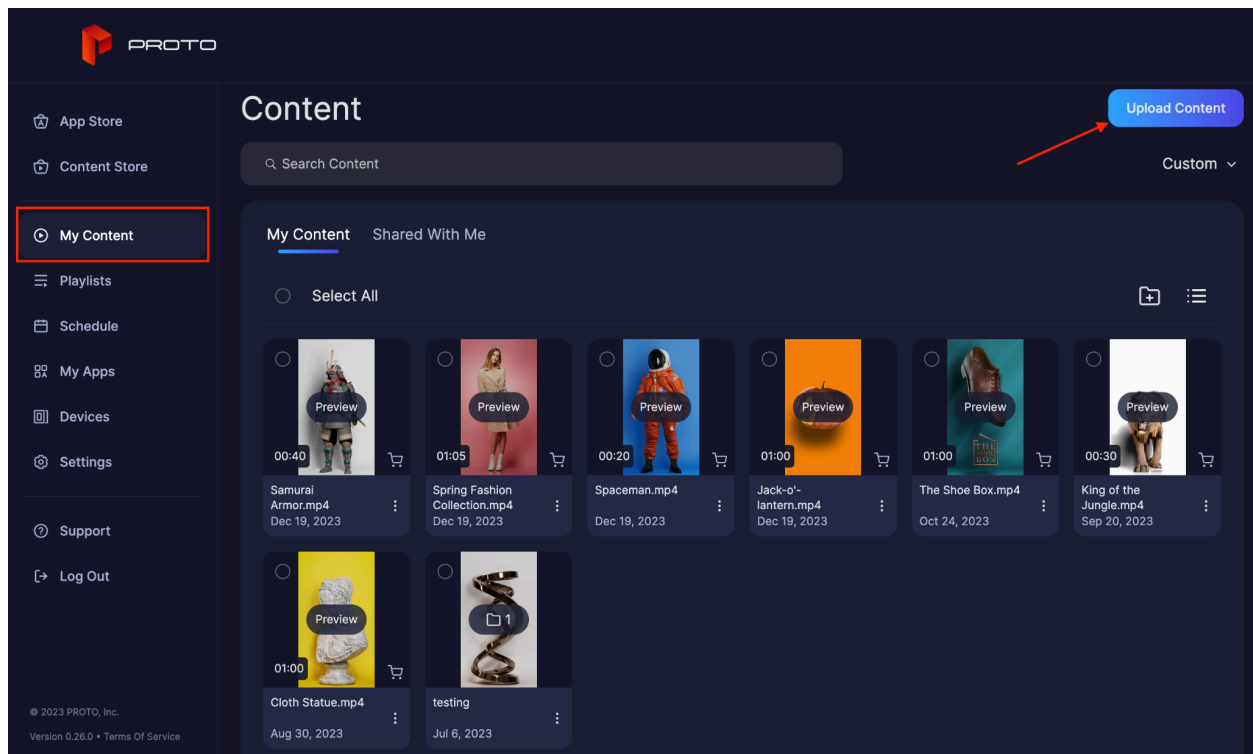 PROTO
App Store
Content Store
My Content
Playlists
Schedule
My Apps
Devices
Settings
Support
Log Out
© 2023 PROTO, Inc.
Version 0.26.0 • Terms Of Service
Content
Upload Content
Search Content
Custom
My Content Shared With Me
Select All
Preview
00:40
Samurai
Armor.mp4
Dec 19, 2023
Preview
01:05
Spring Fashion
Collection.mp4
Dec 19, 2023
Preview
00:20
Spaceman.mp4
Dec 19, 2023
Preview
01:00
Jack-o'-
lantern.mp4
Dec 19, 2023
Preview
THE
SHOE
BOX
01:00
The Shoe Box.mp4
Oct 24, 2023
Preview
00:30
King of the
Jungle.mp4
Sep 20, 2023
Preview
01:00
Cloth Statue.mp4
Aug 30, 2023
1
testing
Jul 6, 2023